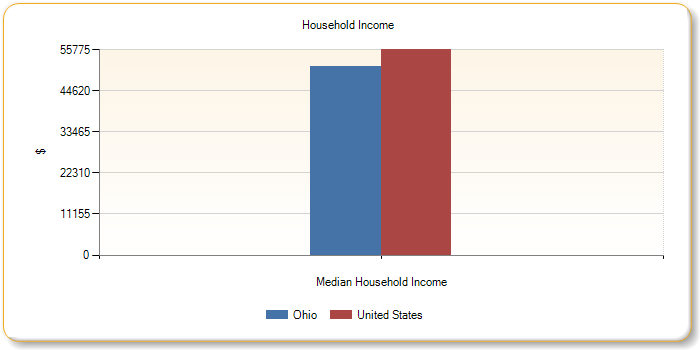 Household Income
55775
44620
33465
22310
11155
0
$
Median Household Income
Ohio
United States